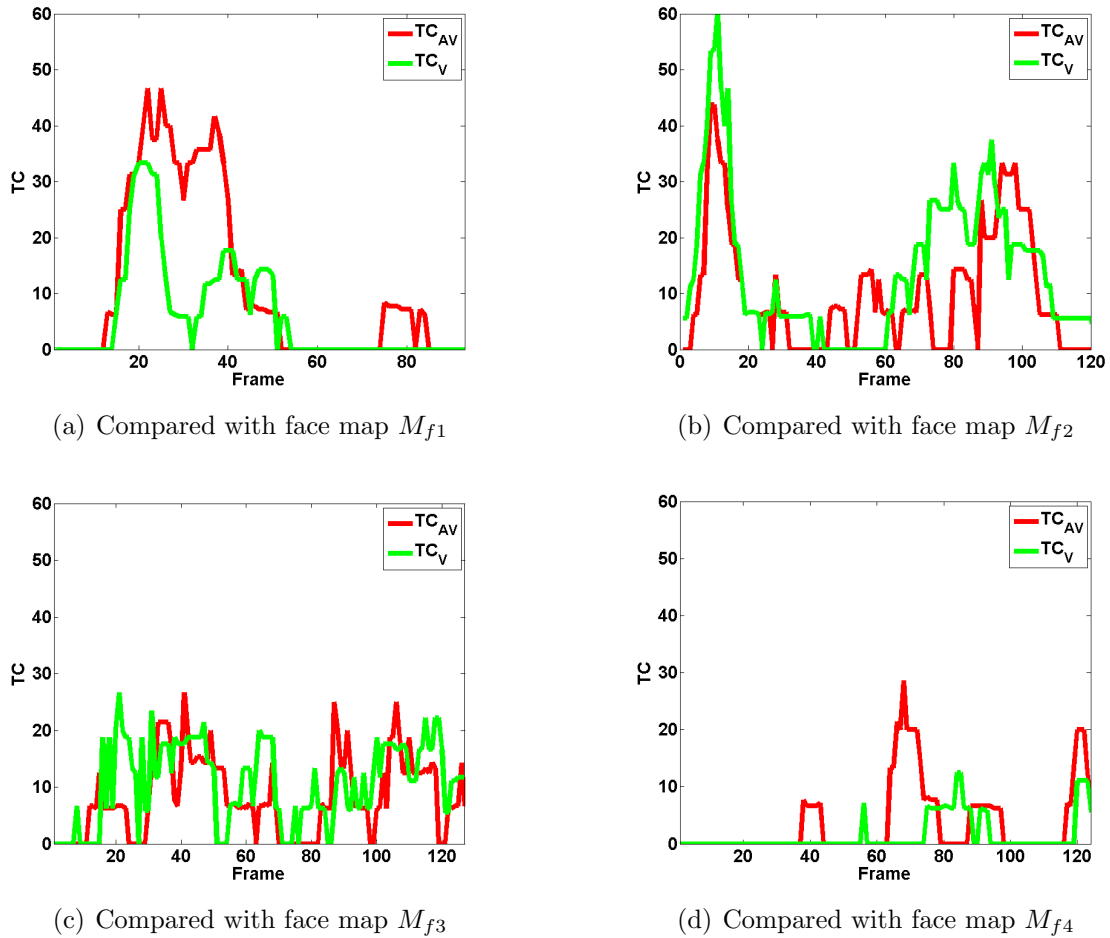 60
50
40
30
20
10
0
TC
20
40
60
80
Frame
TC_AV
TC_V
(a) Compared with face map M_f1
60
50
40
30
20
10
0
TC
0
20
40
60
80
100
120
Frame
TC_AV
TC_V
(b) Compared with face map M_f2
60
50
40
30
20
10
0
TC
20
40
60
80
100
120
Frame
TC_AV
TC_V
(c) Compared with face map M_f3
60
50
40
30
20
10
0
TC
20
40
60
80
100
120
Frame
TC_AV
TC_V
(d) Compared with face map M_f4